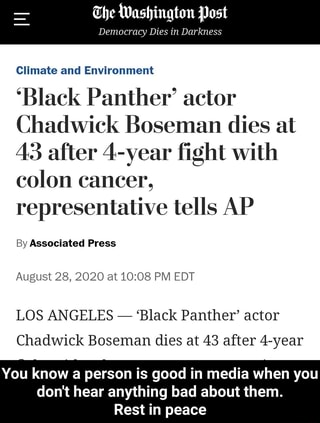 The Washington Post
Democracy Dies in Darkness
Climate and Environment
‘Black Panther’ actor
Chadwick Boseman dies at
43 after 4-year fight with
colon cancer,
representative tells AP
By Associated Press
August 28, 2020 at 10:08 PM EDT
LOS ANGELES — ‘Black Panther’ actor
Chadwick Boseman dies at 43 after 4-year
You know a person is good in media when you
don't hear anything bad about them.
Rest in peace